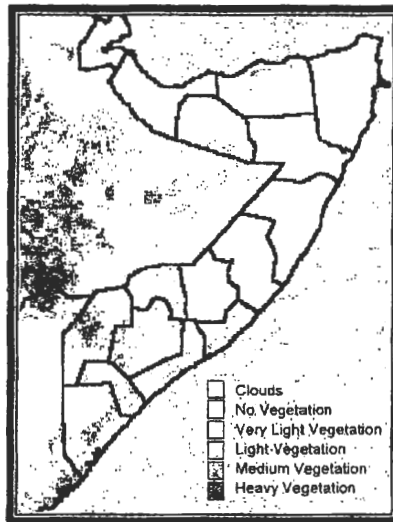 Clouds
No Vegetation
Very Light Vegetation
Light Vegetation
Medium Vegetation
Heavy Vegetation